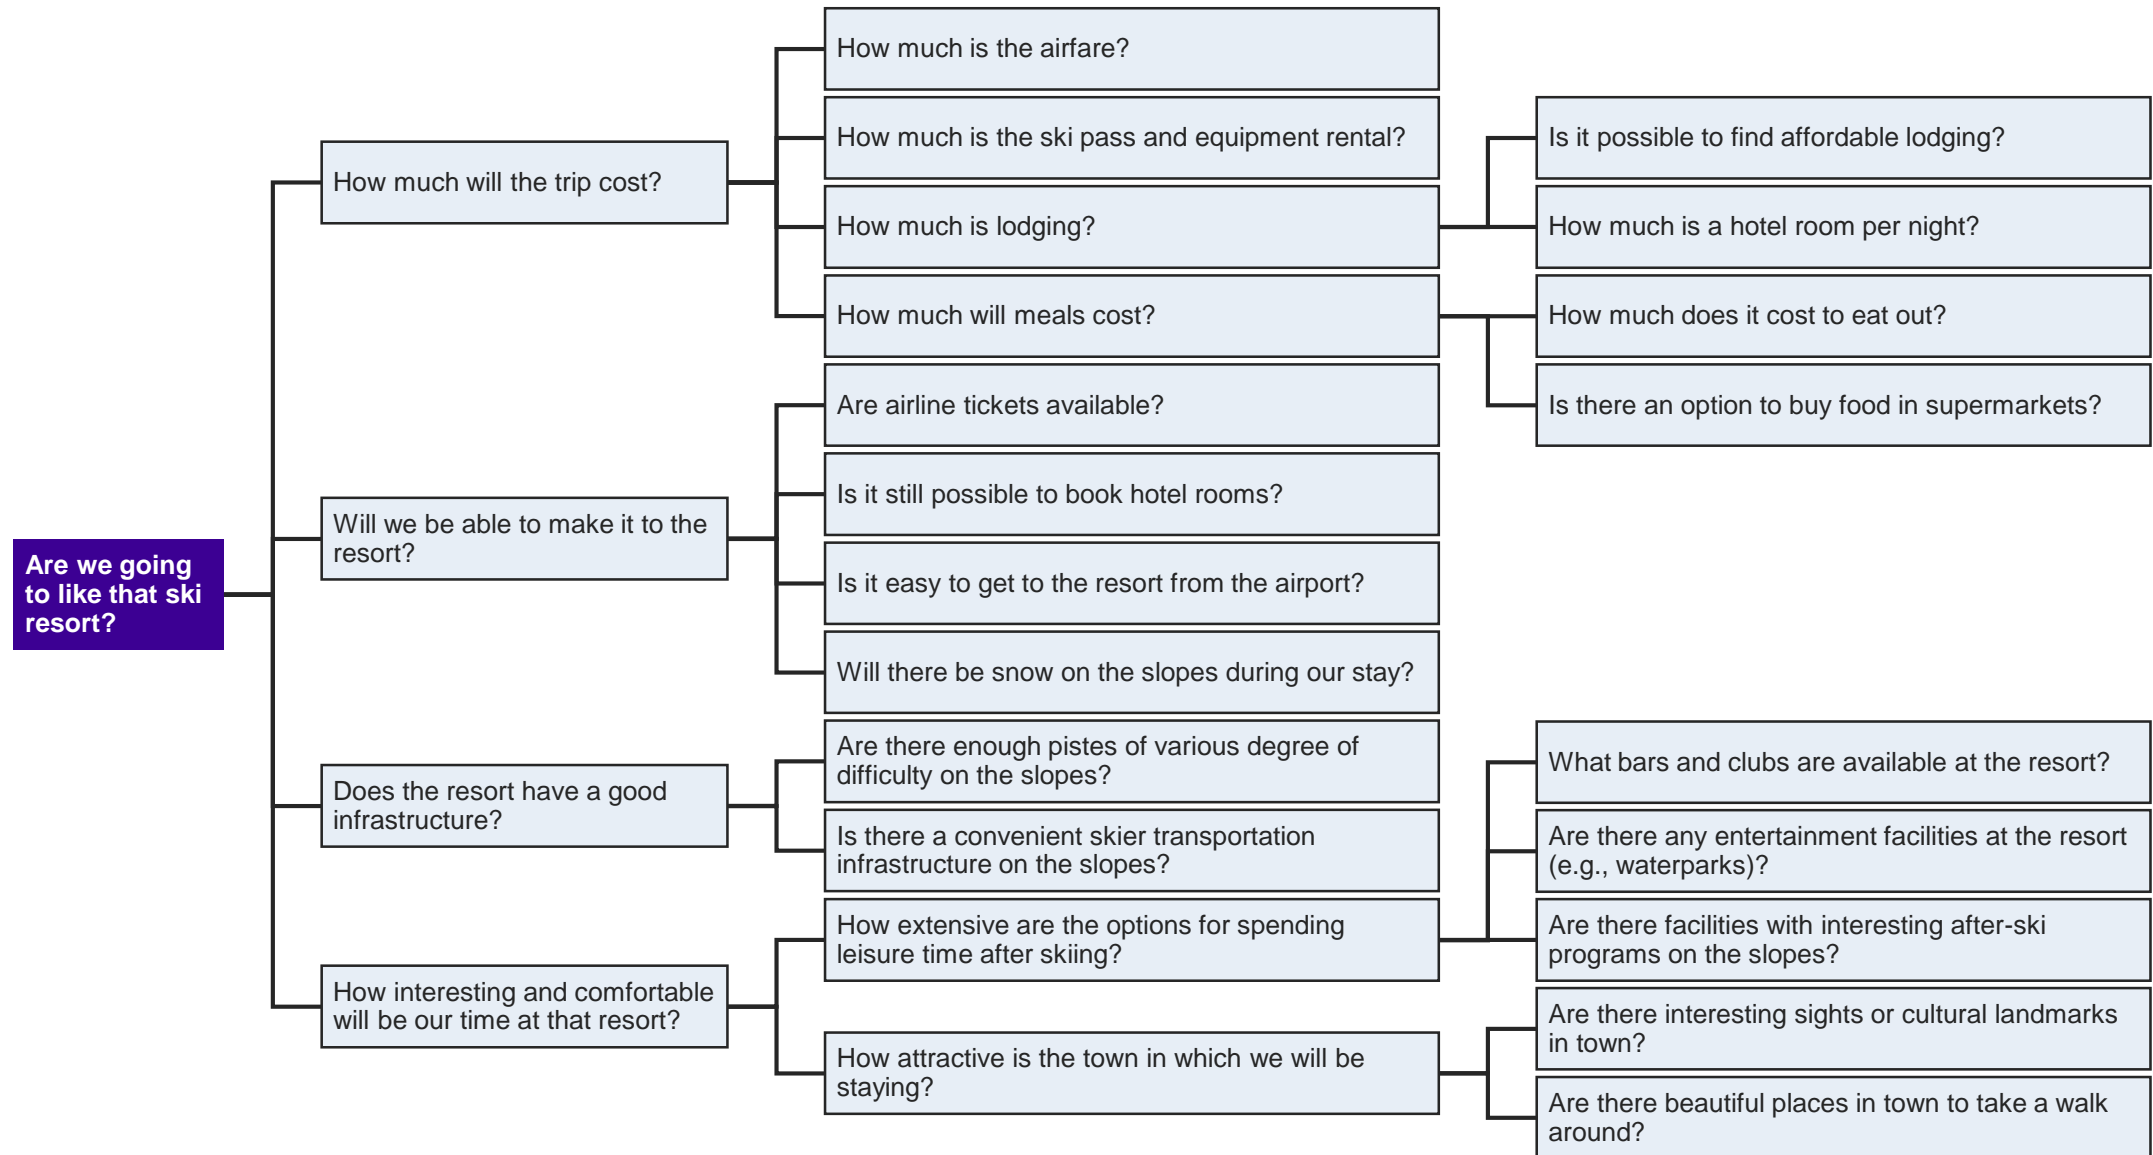 Are we going
to like that ski
resort?
How much will the trip cost?
Will we be able to make it to the
resort?
Does the resort have a good
infrastructure?
How interesting and comfortable
will be our time at that resort?
How much is the airfare?
How much is the ski pass and equipment rental?
How much is lodging?
How much will meals cost?
Are airline tickets available?
Is it still possible to book hotel rooms?
Is it easy to get to the resort from the airport?
Will there be snow on the slopes during our stay?
Are there enough pistes of various degree of
difficulty on the slopes?
Is there a convenient skier transportation
infrastructure on the slopes?
How extensive are the options for spending
leisure time after skiing?
How attractive is the town in which we will be
staying?
Is it possible to find affordable lodging?
How much is a hotel room per night?
How much does it cost to eat out?
Is there an option to buy food in supermarkets?
What bars and clubs are available at the resort?
Are there any entertainment facilities at the resort
(e.g., waterparks)?
Are there facilities with interesting after-ski
programs on the slopes?
Are there interesting sights or cultural landmarks
in town?
Are there beautiful places in town to take a walk
around?